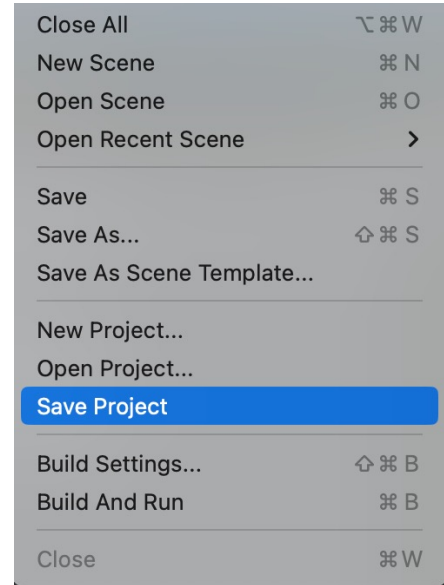 Close All ⌥ ⌘ W
New Scene ⌘ N
Open Scene ⌘ O
Open Recent Scene >
Save ⌘ S
Save As... ⇧ ⌘ S
Save As Scene Template...
New Project...
Open Project...
Save Project
Build Settings... ⇧ ⌘ B
Build And Run ⌘ B
Close ⌘ W